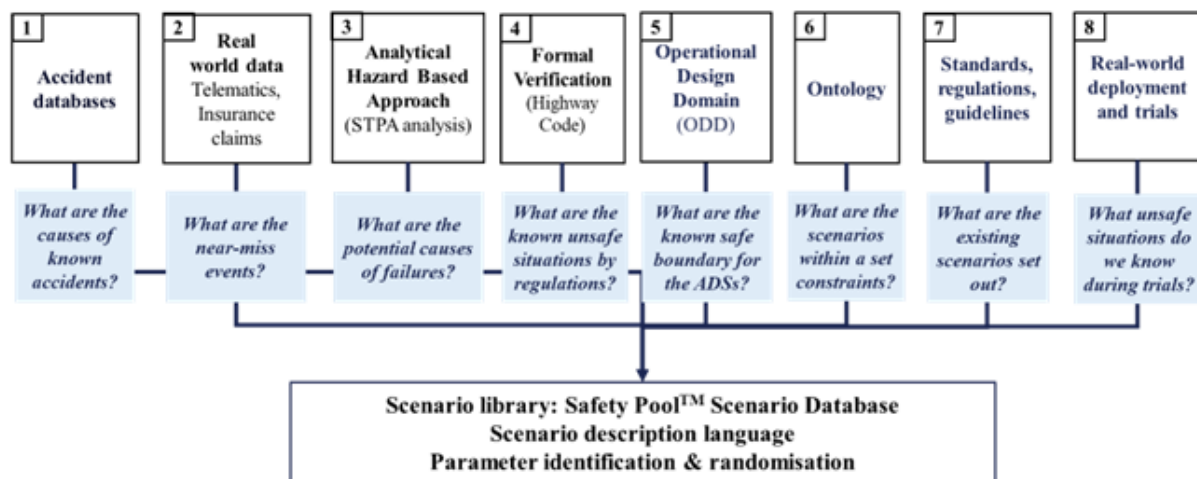 1
Accident
databases
2
Real
world data
Telematics,
Insurance
claims
3
Analytical
Hazard Based
Approach
(STPA analysis)
4
Formal
Verification
(Highway
Code)
5
Operational
Design
Domain
(ODD)
6
Ontology
7
Standards,
regulations,
guidelines
8
Real-world
deployment
and trials
What are the
causes of
known
accidents?
What are the
near-miss
events?
What are the
potential causes
of failures?
What are the
known unsafe
situations by
regulations?
What are the
known safe
boundary for
the ADSs?
What are the
scenarios
within a set
constraints?
What are the
existing
scenarios set
out?
What unsafe
situations do
we know
during trials?
Scenario library: Safety Pool™ Scenario Database
Scenario description language
Parameter identification & randomisation